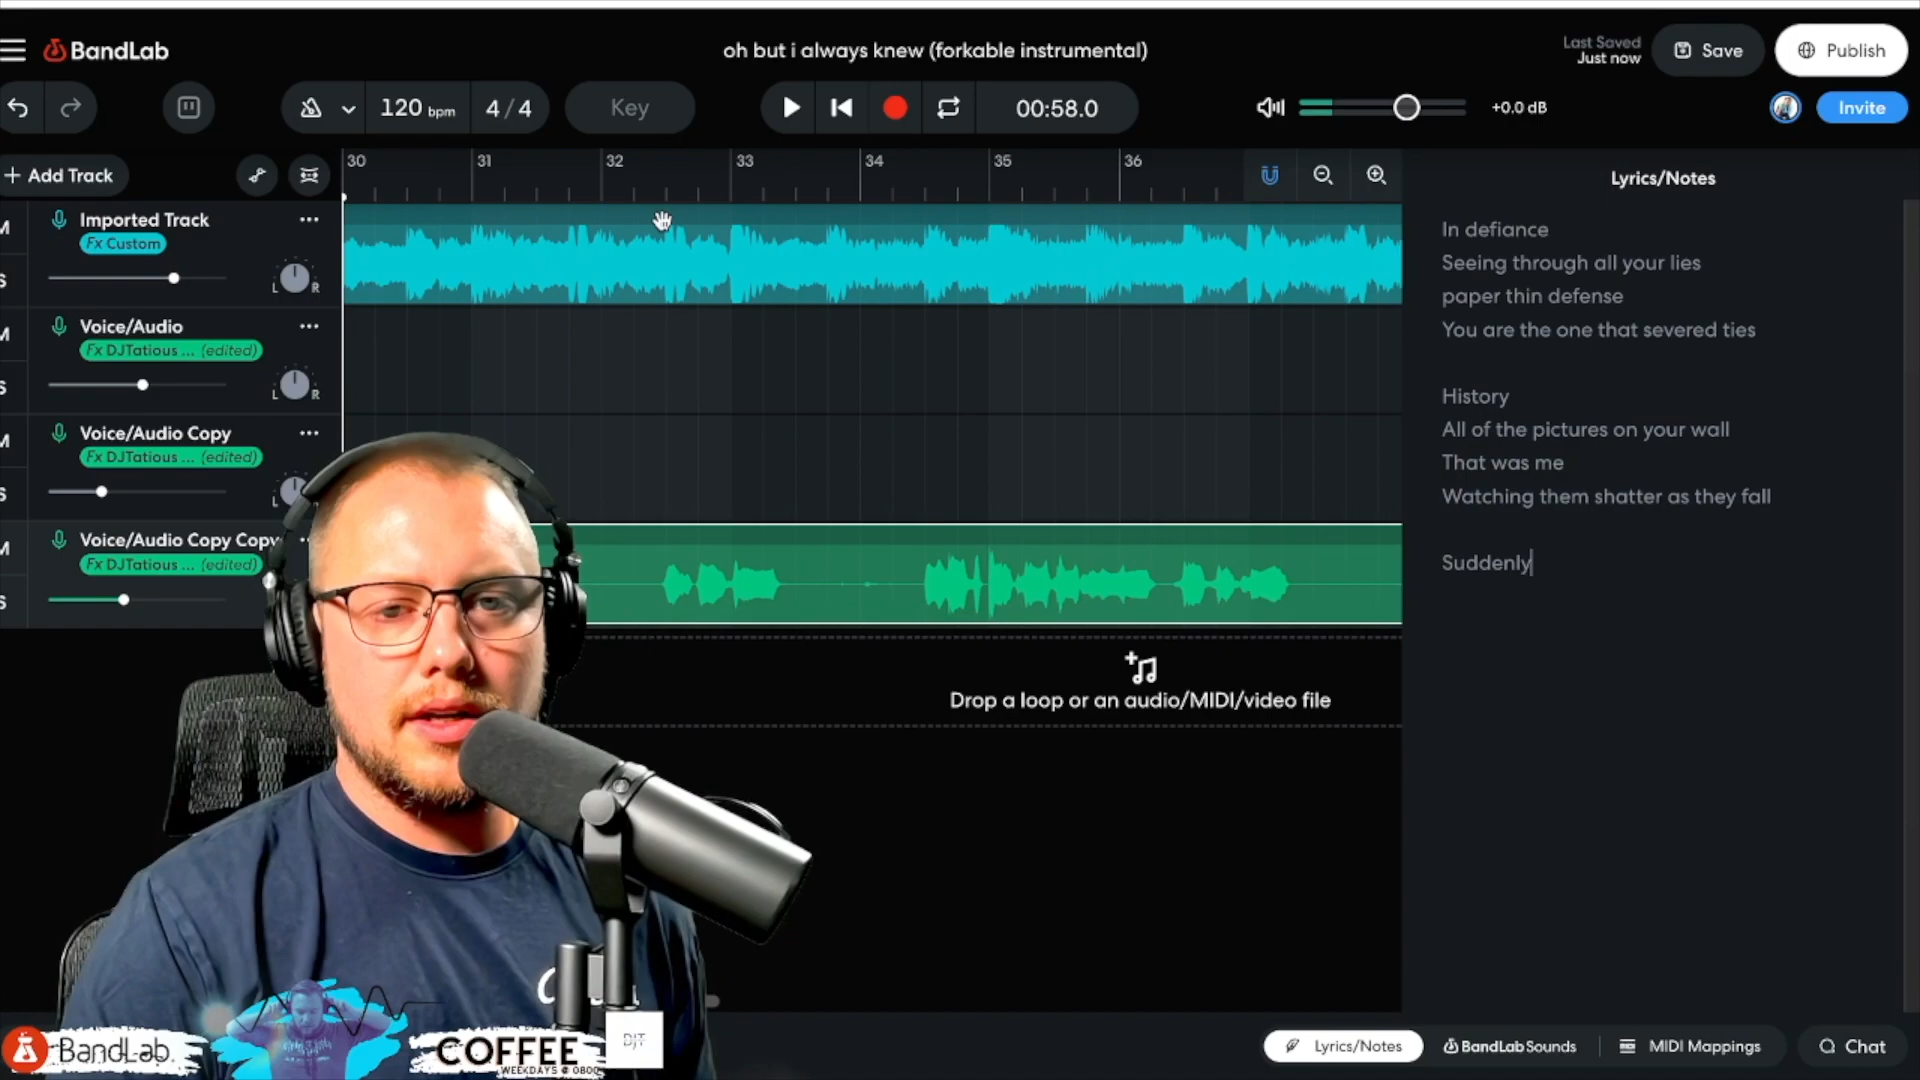 BandLab
oh but i always knew (forkable instrumental)
Last Saved
Just now
Save
Publish
120 bpm
4 / 4
Key
00:58.0
+0.0 dB
Invite
+ Add Track
30 31 32 33 34 35 36
Lyrics/Notes
M
Imported Track
Fx Custom
S
L R
M
Voice/Audio
Fx DJTatious ... (edited)
S
L R
M
Voice/Audio Copy
Fx DJTatious ... (edited)
S
L
M
Voice/Audio Copy Copy
Fx DJTatious ... (edited)
S
Drop a loop or an audio/MIDI/video file
In defiance
Seeing through all your lies
paper thin defense
You are the one that severed ties
History
All of the pictures on your wall
That was me
Watching them shatter as they fall
Suddenly
BandLab
COFFEE
WEEKDAYS @ 0800
DJT
Lyrics/Notes
BandLab Sounds
MIDI Mappings
Chat